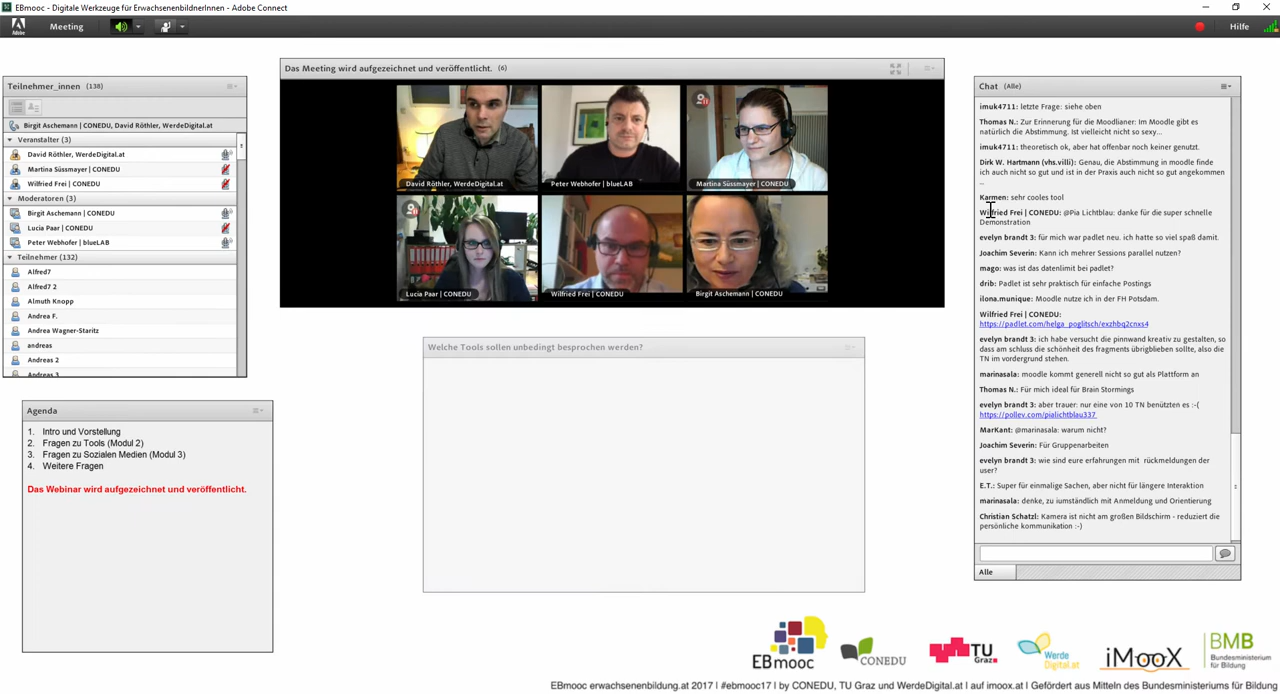 EBmooc - Digitale Werkzeuge für ErwachsenenbildnerInnen - Adobe Connect
Adobe
Meeting
Hilfe
Teilnehmer_innen (138)
Birgit Aschemann | CONEDU, David Röthler, WerdeDigital.at
Veranstalter (3)
David Röthler, WerdeDigital.at
Martina Süssmayer | CONEDU
Wilfried Frei | CONEDU
Moderatoren (3)
Birgit Aschemann | CONEDU
Lucia Paar | CONEDU
Peter Webhofer | blueLAB
Teilnehmer (132)
Alfred7
Alfred7 2
Almuth Knopp
Andrea F.
Andrea Wagner-Staritz
andreas
Andreas 2
Andreas 3
Agenda
1. Intro und Vorstellung
2. Fragen zu Tools (Modul 2)
3. Fragen zu Sozialen Medien (Modul 3)
4. Weitere Fragen
Das Webinar wird aufgezeichnet und veröffentlicht.
Das Meeting wird aufgezeichnet und veröffentlicht. (6)
David Röthler, WerdeDigital.at
Peter Webhofer | blueLAB
Martina Süssmayer | CONEDU
Lucia Paar | CONEDU
Wilfried Frei | CONEDU
Birgit Aschemann | CONEDU
Welche Tools sollen unbedingt besprochen werden?
Chat (Alle)
imuk4711: letzte Frage: siehe oben
Thomas N.: Zur Erinnerung für die Moodlianer: Im Moodle gibt es
natürlich die Abstimmung. Ist vielleicht nicht so sexy...
imuk4711: theoretisch ok, aber hat offenbar noch keiner genutzt.
Dirk W. Hartmann (vhs.villi): Genau, die Abstimmung in moodle finde
ich auch nicht so gut und ist in der Praxis auch nicht so gut angekommen
..
Karmen: sehr cooles tool
Wilfried Frei | CONEDU: @Pia Lichtblau: danke für die super schnelle
Demonstration
evelyn brandt 3: für mich war padlet neu. ich hatte so viel spaß damit.
Joachim Severin: Kann ich mehrer Sessions parallel nutzen?
mago: was ist das datenlimit bei padlet?
drib: Padlet ist sehr praktisch für einfache Postings
ilona.munique: Moodle nutze ich in der FH Potsdam.
Wilfried Frei | CONEDU:
https://padlet.com/helga_poglitsch/exzhbq2cnxs4
evelyn brandt 3: ich habe versucht die pinnwand kreativ zu gestalten, so
dass am schluss die schönheit des fragments übrigblieben sollte, also die
TN im vordergrund stehen.
marinasala: moodle kommt generell nicht so gut als Plattform an
Thomas N.: Für mich ideal für Brain Stormings
evelyn brandt 3: aber trauer: nur eine von 10 TN benützten es :-(
https://pollev.com/pialichtblau337
MarKant: @marinasala: warum nicht?
Joachim Severin: Für Gruppenarbeiten
evelyn brandt 3: wie sind eure erfahrungen mit rückmeldungen der
user?
E.T.: Super für einmalige Sachen, aber nicht für längere Interaktion
marinasala: denke, zu iumständlich mit Anmeldung und Orientierung
Christian Schatzl: Kamera ist nicht am großen Bildschirm - reduziert die
persönliche kommunikation :-)
Alle
EBmooc
CONEDU
TU Graz
Werde Digital.at
iMooX
BMB
Bundesministerium
für Bildung
EBmooc erwachsenenbildung.at 2017 | #ebmooc17 | by CONEDU, TU Graz und WerdeDigital.at | auf imoox.at | Gefördert aus Mitteln des Bundesministeriums für Bildung